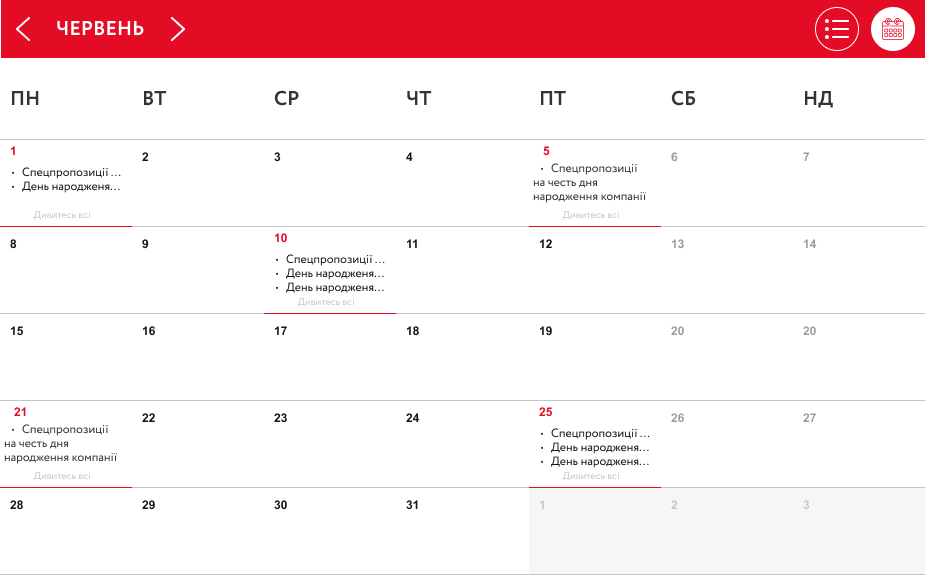 ЧЕРВЕНЬ
ПН ВТ СР ЧТ ПТ СБ НД
1 2 3 4 5 6 7
• Спецпропозиції ...
• День народженя...
Дивитесь всі
• Спецпропозиції
на честь дня
народження компанії
Дивитесь всі
8 9 10 11 12 13 14
• Спецпропозиції ...
• День народженя...
• День народженя...
Дивитесь всі
15 16 17 18 19 20 20
21 22 23 24 25 26 27
• Спецпропозиції
на честь дня
народження компанії
Дивитесь всі
• Спецпропозиції ...
• День народженя...
• День народженя...
Дивитесь всі
28 29 30 31 1 2 3